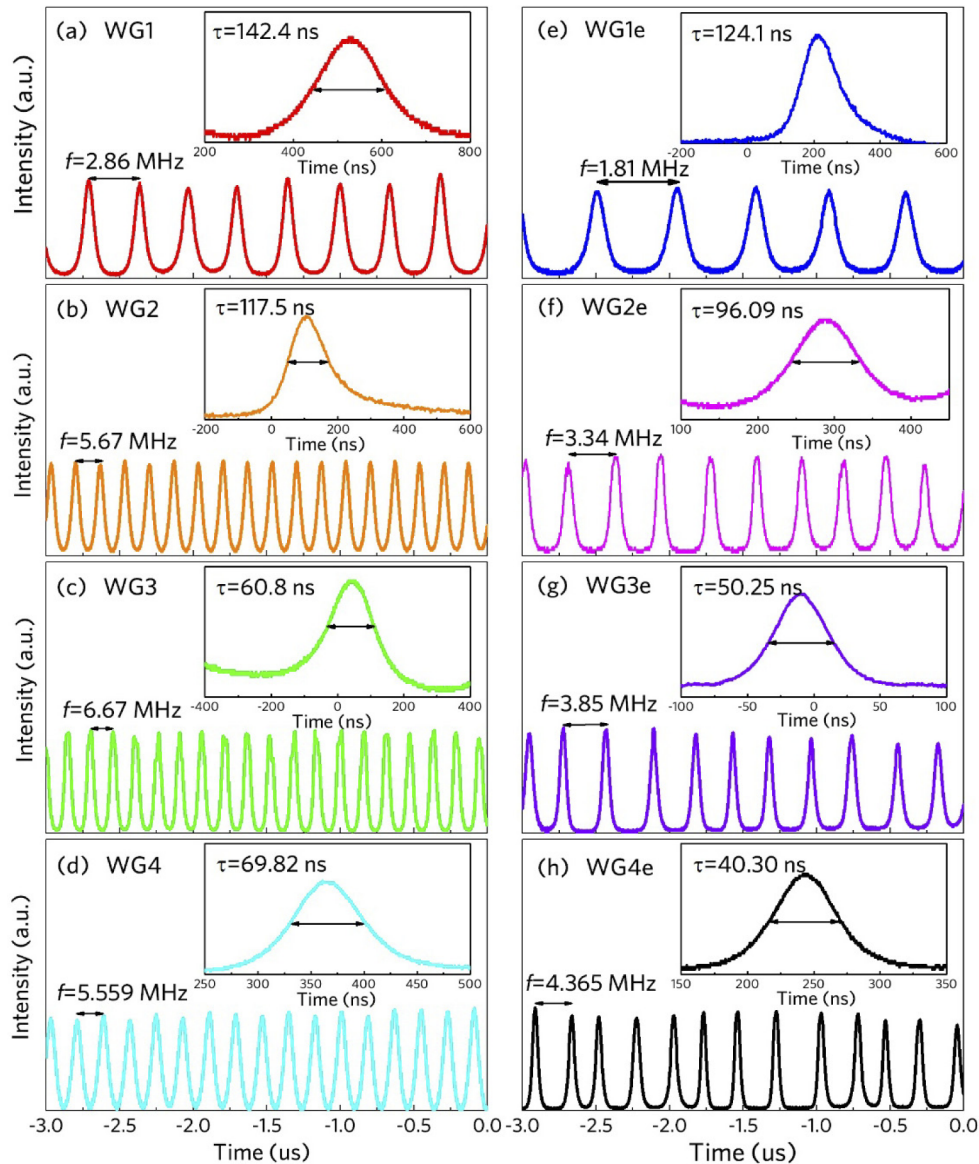 (a) WG1
τ=142.4 ns
200 400 600 800
Time (ns)
f=2.86 MHz
Intensity (a.u.)
(e) WG1e
τ=124.1 ns
-200 0 200 400 600
Time (ns)
f=1.81 MHz
(b) WG2
τ=117.5 ns
-200 0 200 400 600
Time (ns)
f=5.67 MHz
Intensity (a.u.)
(f) WG2e
τ=96.09 ns
100 200 300 400
Time (ns)
f=3.34 MHz
(c) WG3
τ=60.8 ns
-400 -200 0 200 400
Time (ns)
f=6.67 MHz
Intensity (a.u.)
(g) WG3e
τ=50.25 ns
-100 -50 0 50 100
Time (ns)
f=3.85 MHz
(d) WG4
τ=69.82 ns
250 300 350 400 450 500
Time (ns)
f=5.559 MHz
Intensity (a.u.)
-3.0 -2.5 -2.0 -1.5 -1.0 -0.5 0.0
Time (us)
(h) WG4e
τ=40.30 ns
150 200 250 300 350
Time (ns)
f=4.365 MHz
-3.0 -2.5 -2.0 -1.5 -1.0 -0.5 0.0
Time (us)